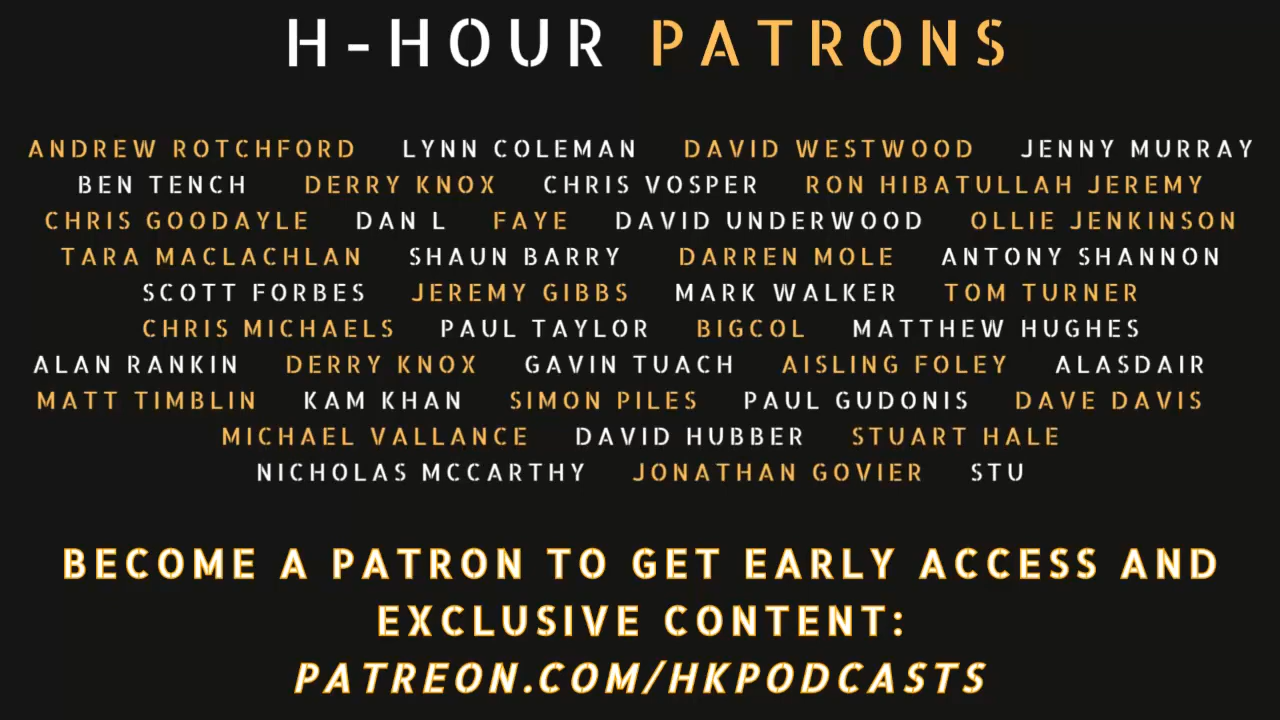 H-HOUR PATRONS
ANDREW ROTCHFORD LYNN COLEMAN DAVID WESTWOOD JENNY MURRAY
BEN TENCH DERRY KNOX CHRIS VOSPER RON HIBATULLAH JEREMY
CHRIS GOODAYLE DAN L FAYE DAVID UNDERWOOD OLLIE JENKINSON
TARA MACLACHLAN SHAUN BARRY DARREN MOLE ANTONY SHANNON
SCOTT FORBES JEREMY GIBBS MARK WALKER TOM TURNER
CHRIS MICHAELS PAUL TAYLOR BIGCOL MATTHEW HUGHES
ALAN RANKIN DERRY KNOX GAVIN TUACH AISLING FOLEY ALASDAIR
MATT TIMBLIN KAM KHAN SIMON PILES PAUL GUDONIS DAVE DAVIS
MICHAEL VALLANCE DAVID HUBBER STUART HALE
NICHOLAS MCCARTHY JONATHAN GOVIER STU
BECOME A PATRON TO GET EARLY ACCESS AND
EXCLUSIVE CONTENT:
PATREON.COM/HKPODCASTS